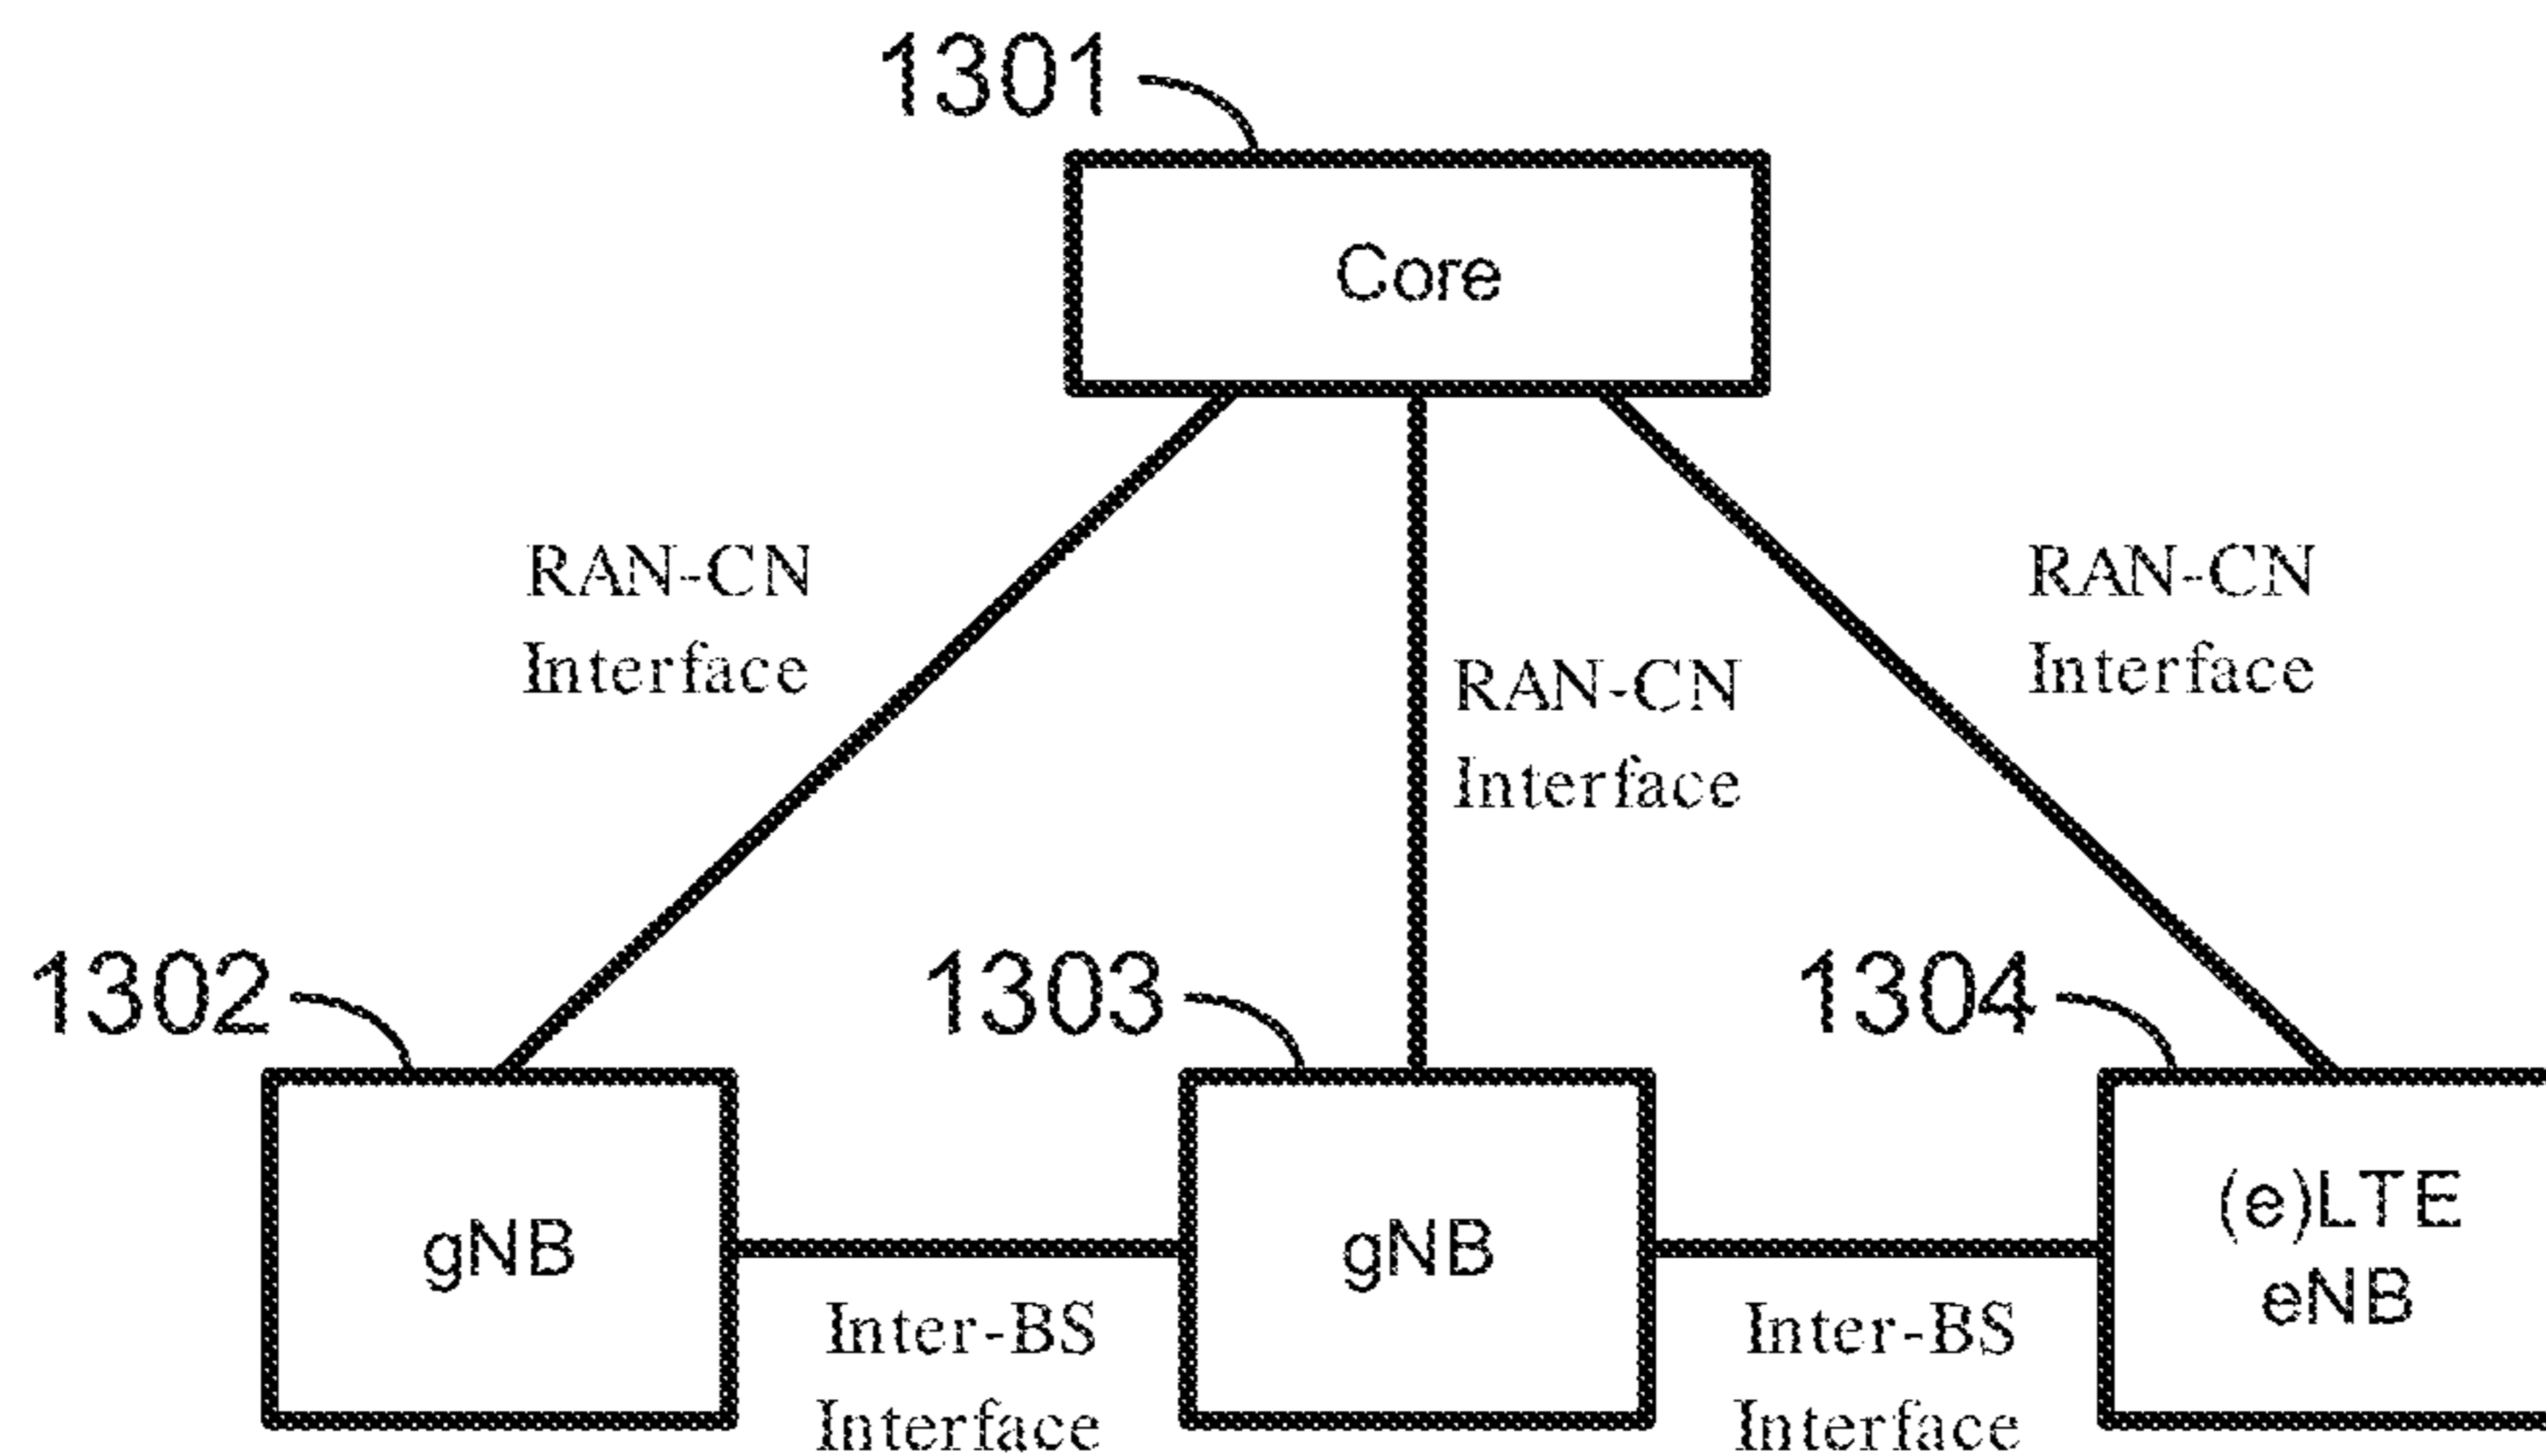 1301
Core
RAN-CN
Interface
RAN-CN
Interface
RAN-CN
Interface
1302
1303
1304
gNB
gNB
(e)LTE
eNB
Inter-BS
Interface
Inter-BS
Interface